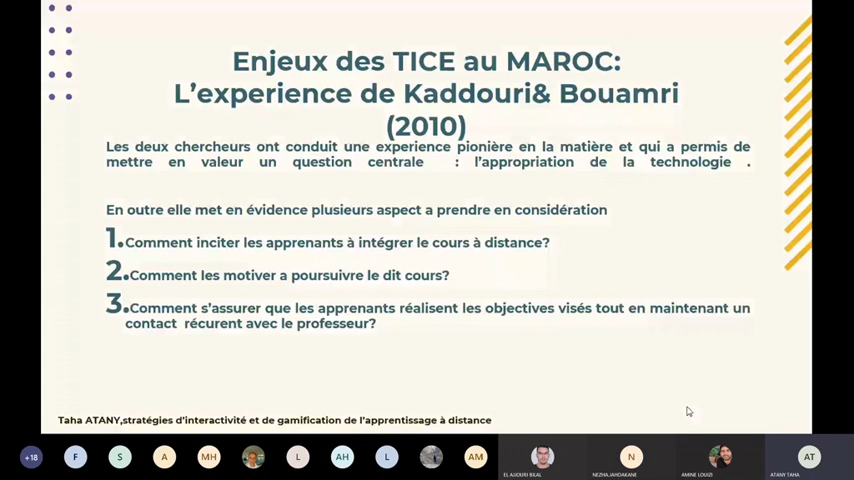 Enjeux des TICE au MAROC:
L'experience de Kaddouri& Bouamri
(2010)
Les deux chercheurs ont conduit une experience pionière en la matière et qui a permis de
mettre en valeur un question centrale : l'appropriation de la technologie .
En outre elle met en évidence plusieurs aspect a prendre en considération
1.Comment inciter les apprenants à intégrer le cours à distance?
2.Comment les motiver a poursuivre le dit cours?
3.Comment s'assurer que les apprenants réalisent les objectives visés tout en maintenant un
contact récurent avec le professeur?
Taha ATANY,stratégies d'interactivité et de gamification de l'apprentissage à distance
+18 F S A MH L AH L AM N AT
EL AJOURI BILAL NEZHA.JAHDAKANE AMINE LOUIZI ATANY TAHA